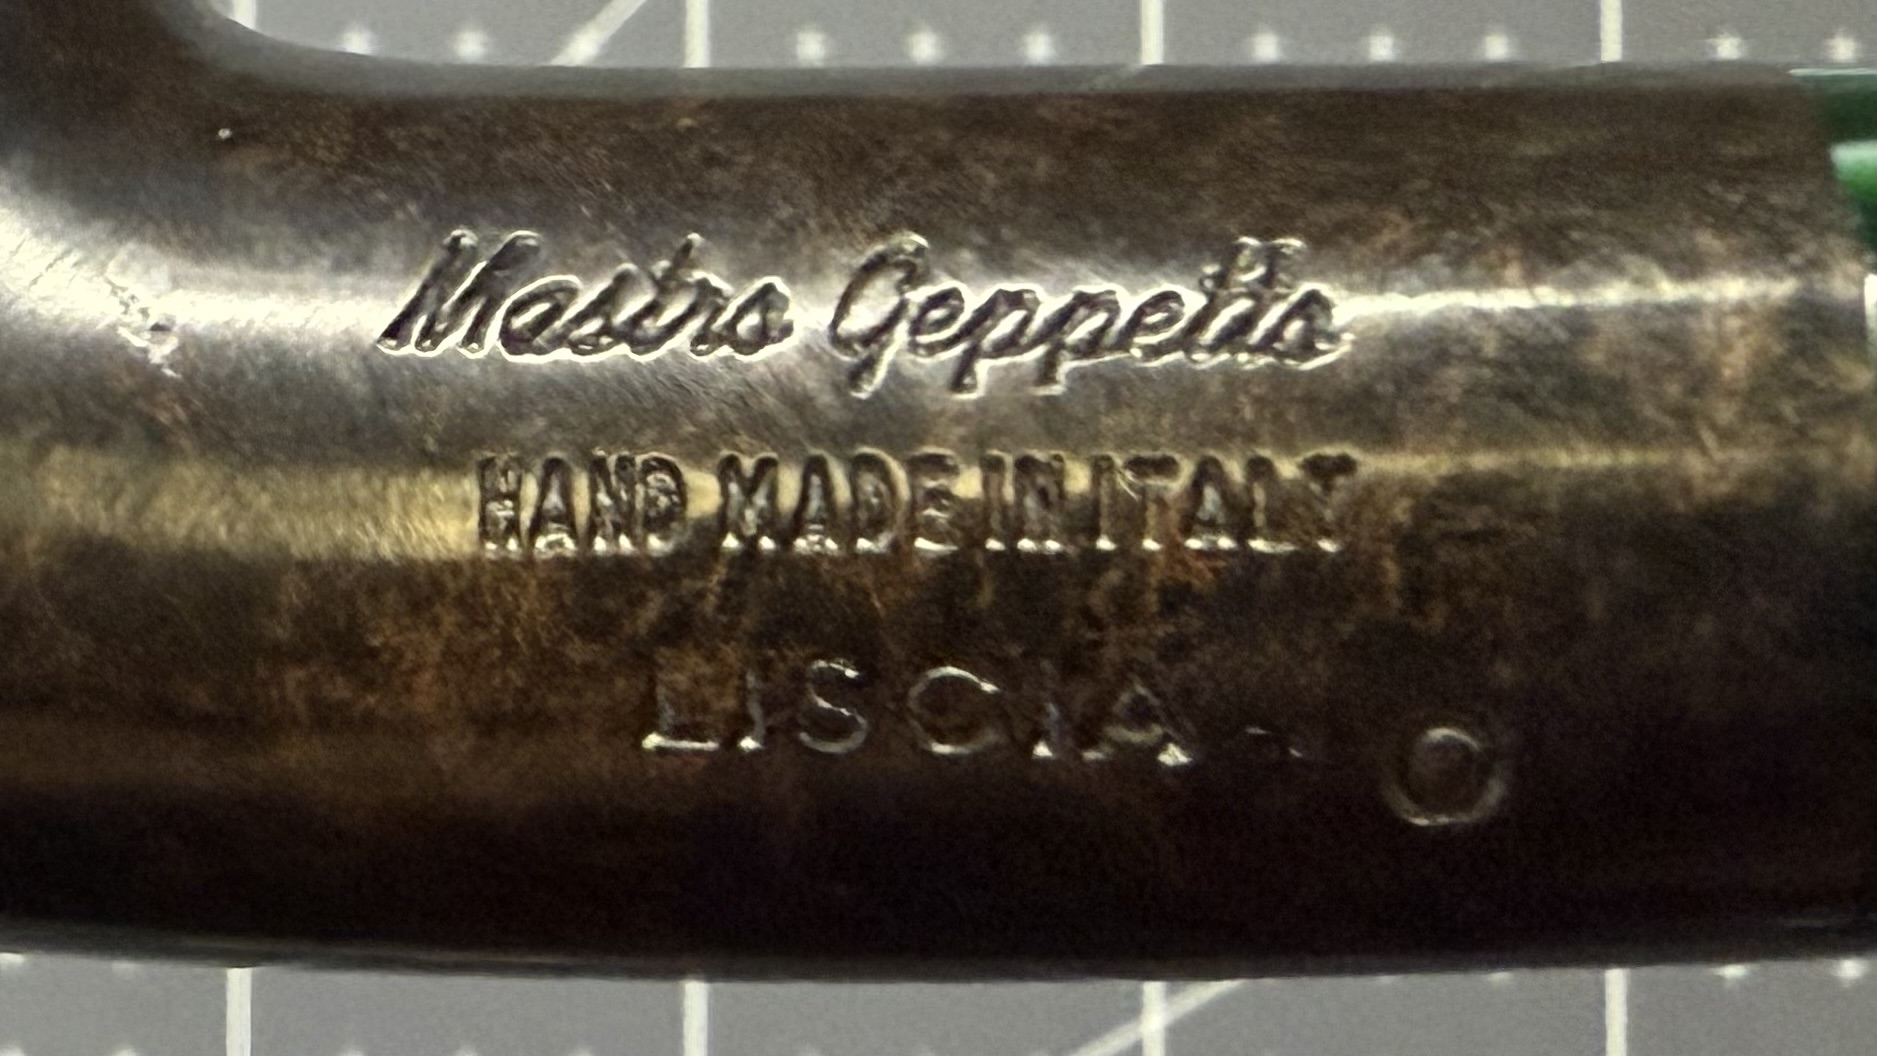 Mastro Geppetto
HAND MADE IN ITALY
LISCIA - O